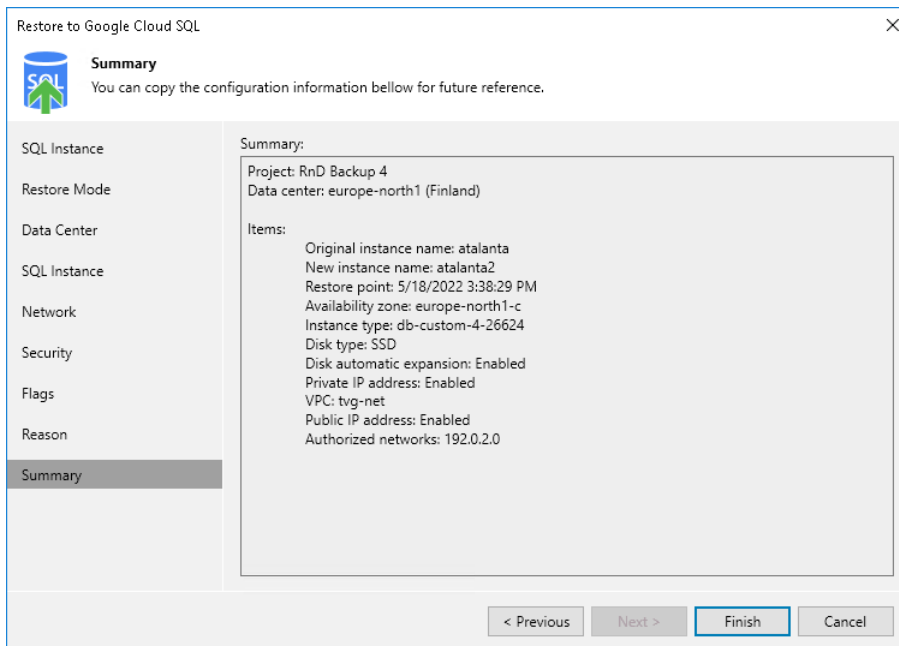 Restore to Google Cloud SQL
SQL
Summary
You can copy the configuration information bellow for future reference.
SQL Instance
Restore Mode
Data Center
SQL Instance
Network
Security
Flags
Reason
Summary
Summary:
Project: RnD Backup 4
Data center: europe-north1 (Finland)
Items:
Original instance name: atalanta
New instance name: atalanta2
Restore point: 5/18/2022 3:38:29 PM
Availability zone: europe-north1-c
Instance type: db-custom-4-26624
Disk type: SSD
Disk automatic expansion: Enabled
Private IP address: Enabled
VPC: tvg-net
Public IP address: Enabled
Authorized networks: 192.0.2.0
< Previous
Next >
Finish
Cancel